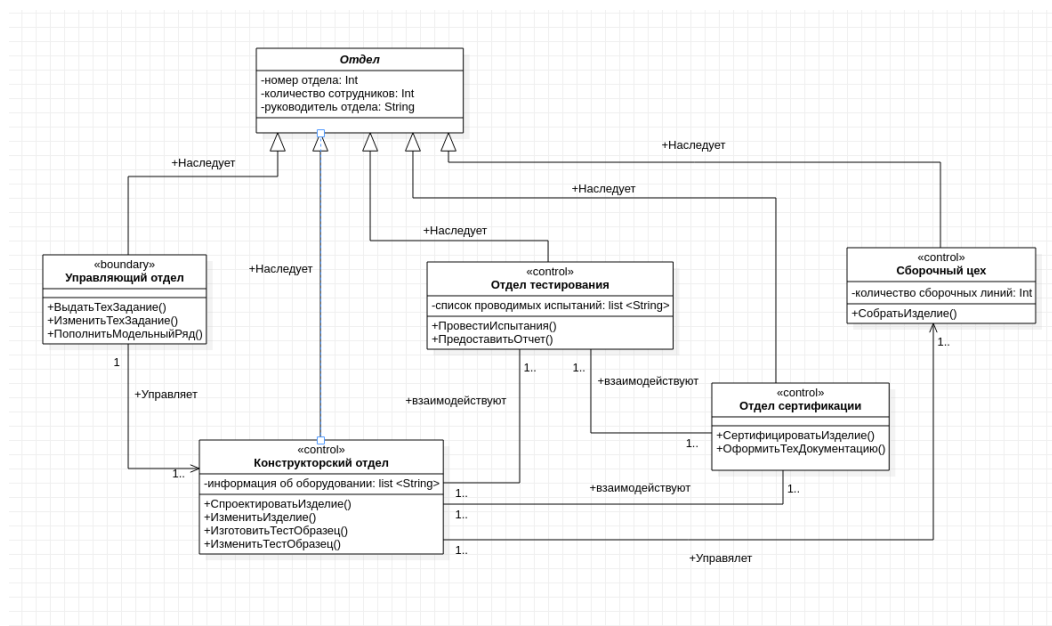 Отдел
-номер отдела: Int
-количество сотрудников: Int
-руководитель отдела: String
+Наследует
+Наследует
+Наследует
+Наследует
+Наследует
«boundary»
Управляющий отдел
+ВыдатьТехЗадание()
+ИзменитьТехЗадание()
+ПополнитьМодельныйРяд()
1
«control»
Отдел тестирования
-список проводимых испытаний: list <String>
+ПровестиИспытания()
+ПредоставитьОтчет()
1..
1..
«control»
Сборочный цех
-количество сборочных линий: Int
+СобратьИзделие()
1..
+Управляет
+взаимодействуют
+взаимодействуют
«control»
Отдел сертификации
+СертифицироватьИзделие()
+ОформитьТехДокументацию()
1..
1..
+взаимодействуют
1..
«control»
Конструкторский отдел
-информация об оборудовании: list <String>
+СпроектироватьИзделие()
+ИзменитьИзделие()
+ИзготовитьТестОбразец()
+ИзменитьТестОбразец()
1..
1..
1..
+Управялет